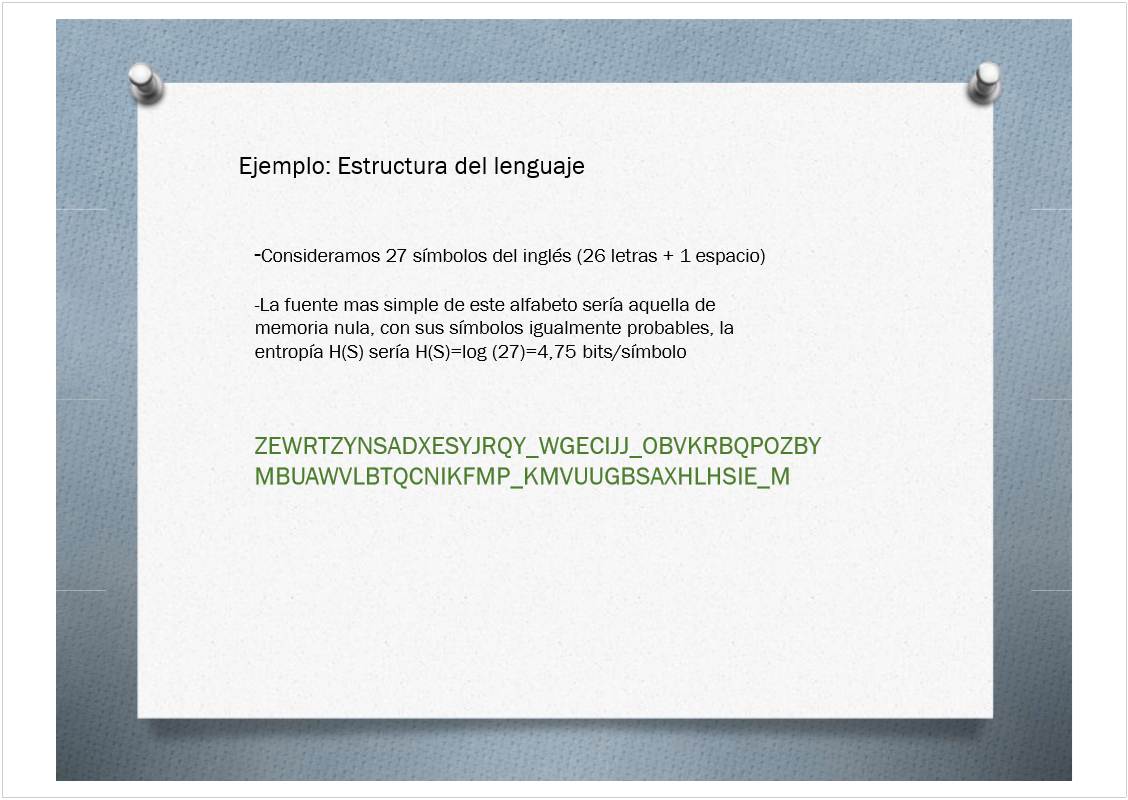 Ejemplo: Estructura del lenguaje
-Consideramos 27 símbolos del inglés (26 letras + 1 espacio)
-La fuente mas simple de este alfabeto sería aquella de
memoria nula, con sus símbolos igualmente probables, la
entropía H(S) sería H(S)=log (27)=4,75 bits/símbolo
ZEWRTZYNSADXESYJRQY_WGECIJJ_OBVKRBQPOZBY
MBUAWVLBTQCNIKFMP_KMVUUGBSAXHLHSIE_M